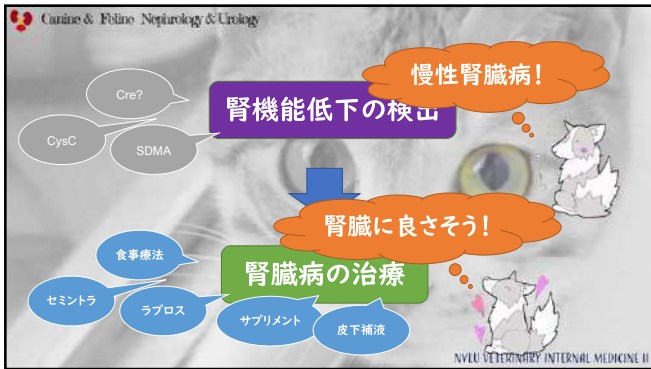 Canine & Feline Nephrology & Urology
慢性腎臓病！
Cre?
腎機能低下の検出
CysC
SDMA
腎臓に良さそう！
食事療法
腎臓病の治療
セミントラ
ラプロス
サプリメント
皮下補液
NVLU VETERINARY INTERNAL MEDICINE II